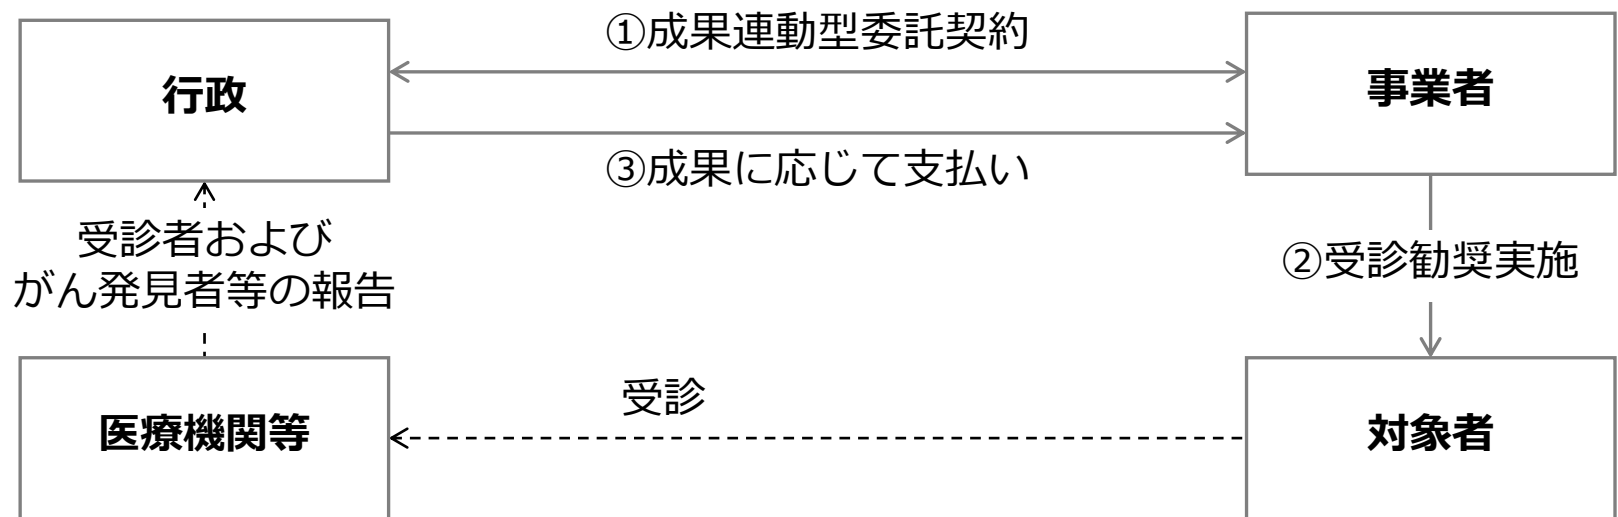 ①成果連動型委託契約
行政
事業者
③成果に応じて支払い
受診者および
がん発見者等の報告
②受診勧奨実施
受診
医療機関等
対象者